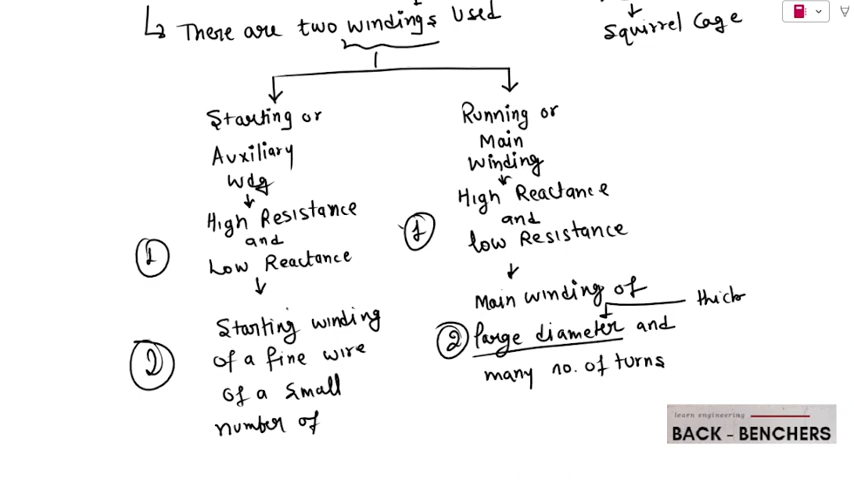 There are two windings used
Squirrel Cage
Starting or
Auxiliary
Wdg
High Resistance
and
Low Reactance
Starting winding
of a fine wire
of a small
number of
Running or
Main
Winding
High Reactance
and
low Resistance
Main winding of
thick
large diameter and
many no. of turns
1
2
1
2
learn engineering
BACK - BENCHERS